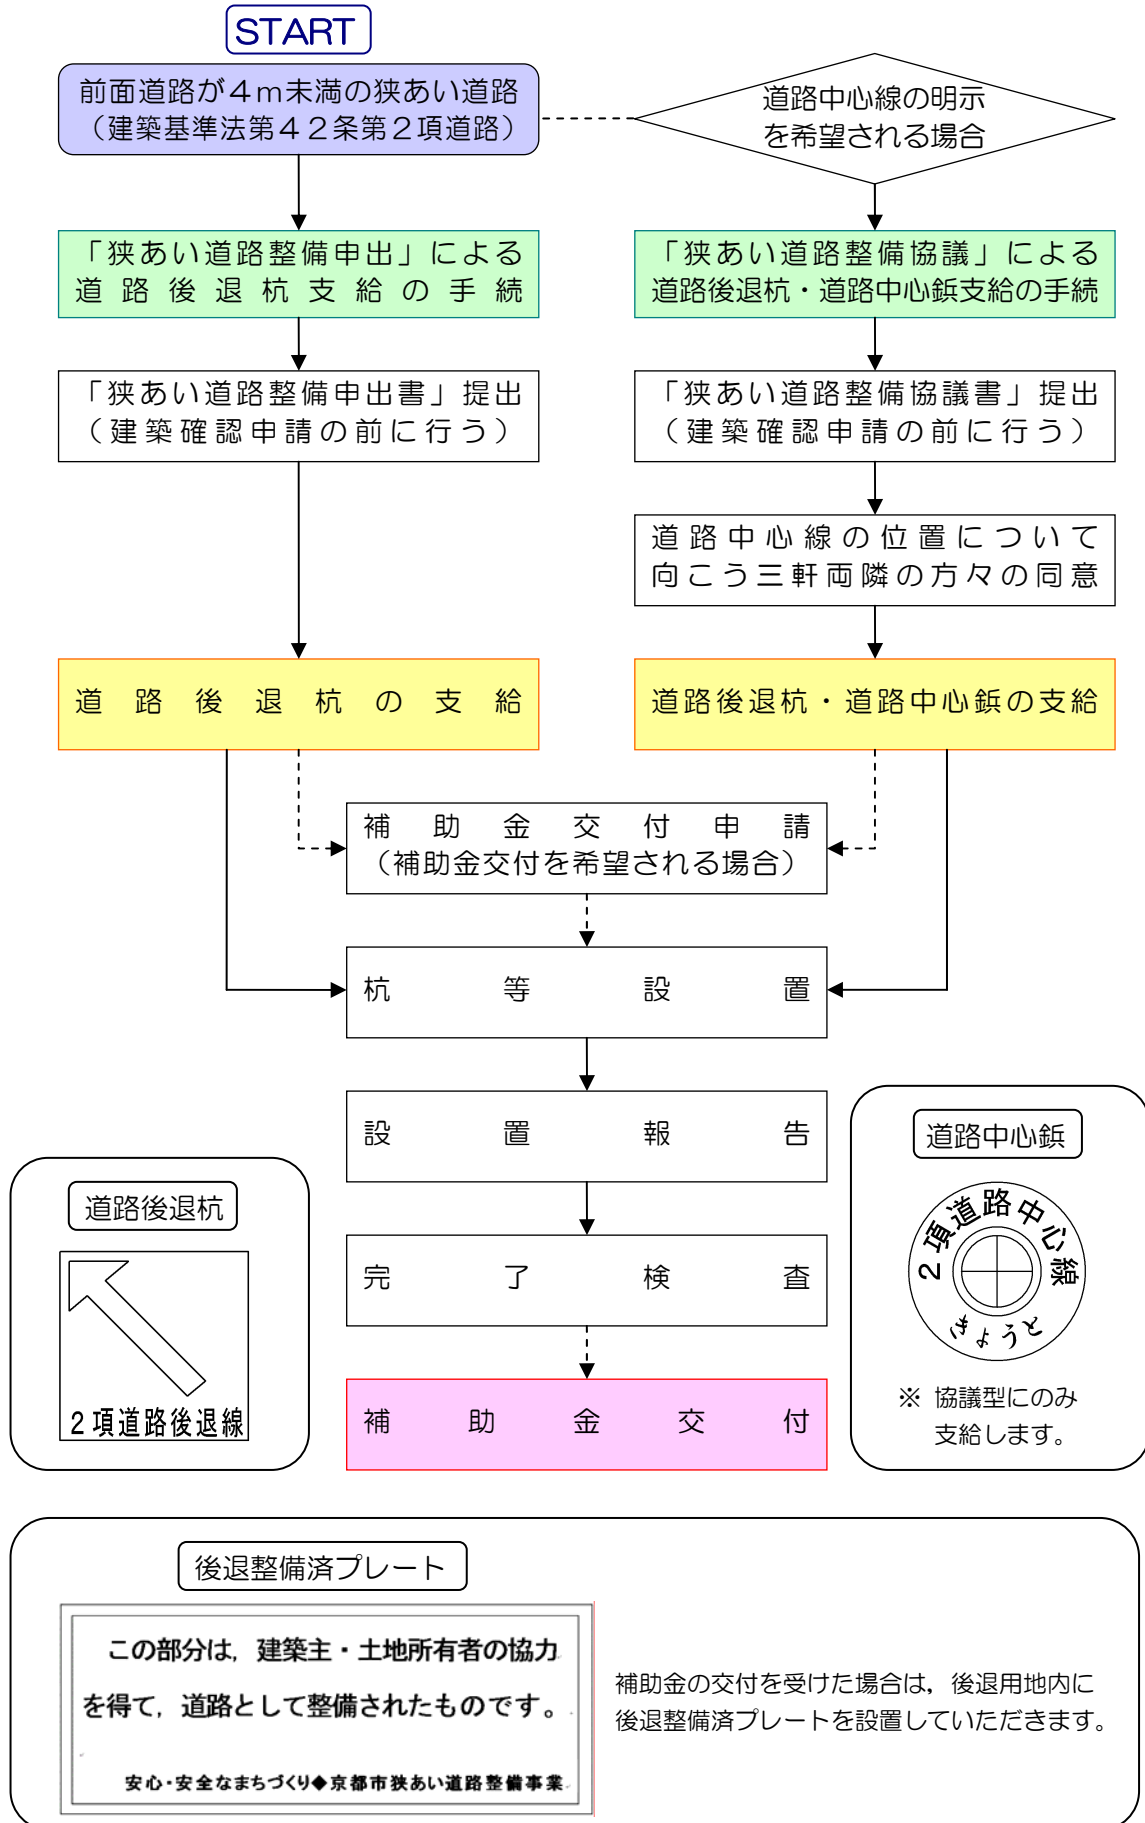 START
前面道路が4m未満の狭あい道路
（建築基準法第42条第2項道路）
道路中心線の明示
を希望される場合
「狭あい道路整備申出」による
道路後退杭支給の手続
「狭あい道路整備協議」による
道路後退杭・道路中心鋲支給の手続
「狭あい道路整備申出書」提出
（建築確認申請の前に行う）
「狭あい道路整備協議書」提出
（建築確認申請の前に行う）
道路中心線の位置について
向こう三軒両隣の方々の同意
道路後退杭の支給
道路後退杭・道路中心鋲の支給
補助金交付申請
（補助金交付を希望される場合）
杭等設置
設置報告
完了検査
補助金交付
道路後退杭
2項道路後退線
道路中心鋲
2項道路中心線
きょうと
※ 協議型にのみ
支給します。
後退整備済プレート
この部分は，建築主・土地所有者の協力
を得て，道路として整備されたものです。
安心・安全なまちづくり◆京都市狭あい道路整備事業
補助金の交付を受けた場合は，後退用地内に
後退整備済プレートを設置していただきます。